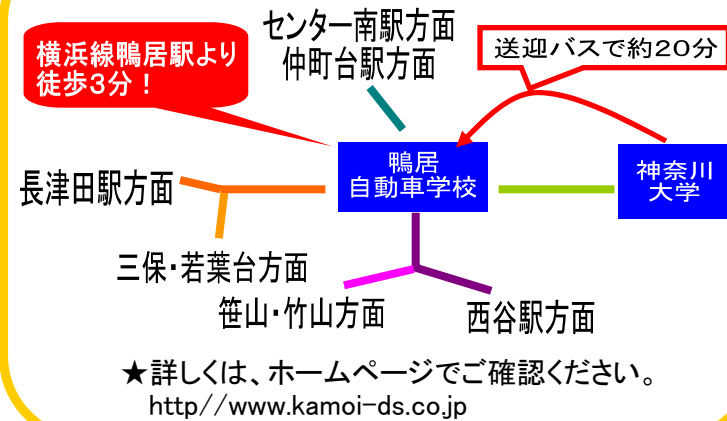 センター南駅方面
仲町台駅方面
横浜線鴨居駅より
徒歩3分！
送迎バスで約20分
鴨居
自動車学校
神奈川
大学
長津田駅方面
三保・若葉台方面
笹山・竹山方面
西谷駅方面
★詳しくは、ホームページでご確認ください。
http//www.kamoi-ds.co.jp